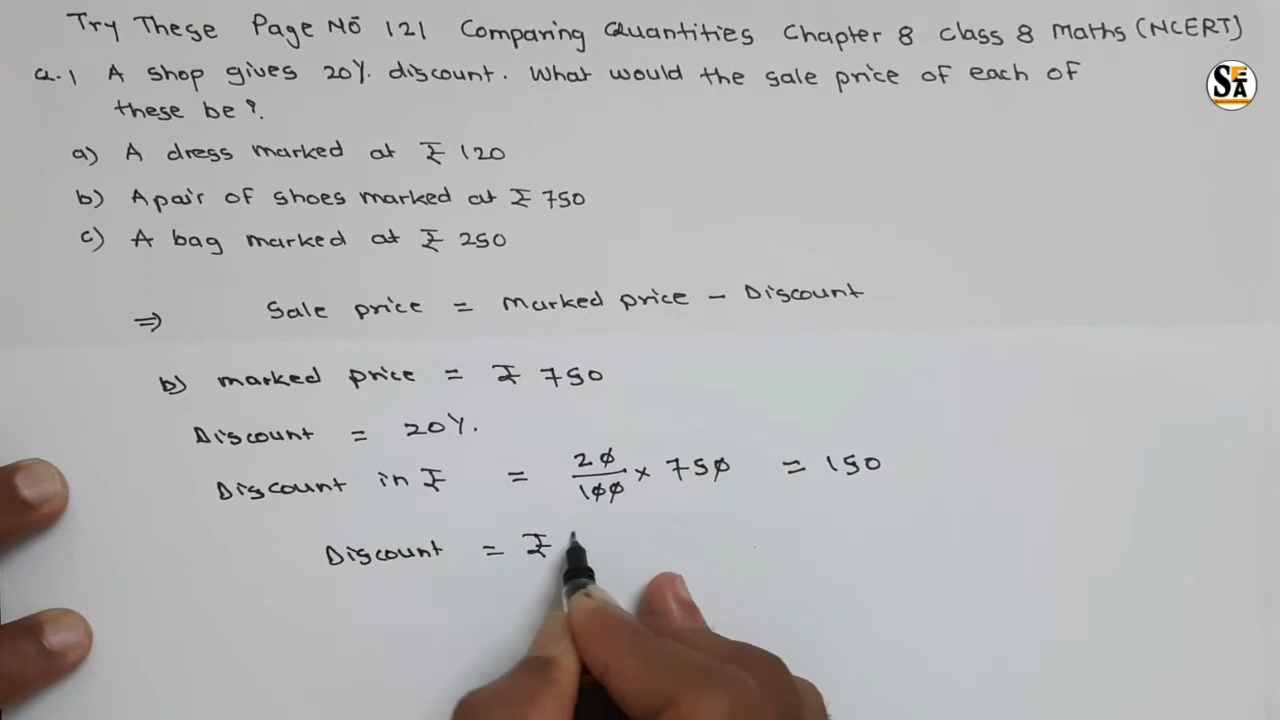 Try These Page No 121 Comparing Quantities Chapter 8 Class 8 Maths (NCERT)
Q.1 A shop gives 20% discount. What would the sale price of each of
these be?
a) A dress marked at ₹ 120
b) A pair of shoes marked at ₹ 750
c) A bag marked at ₹ 250
⇒ Sale price = Marked price - Discount
b) marked price = ₹ 750
Discount = 20%.
Discount in ₹ = 20/100 × 750 = 150
Discount = ₹
SFA